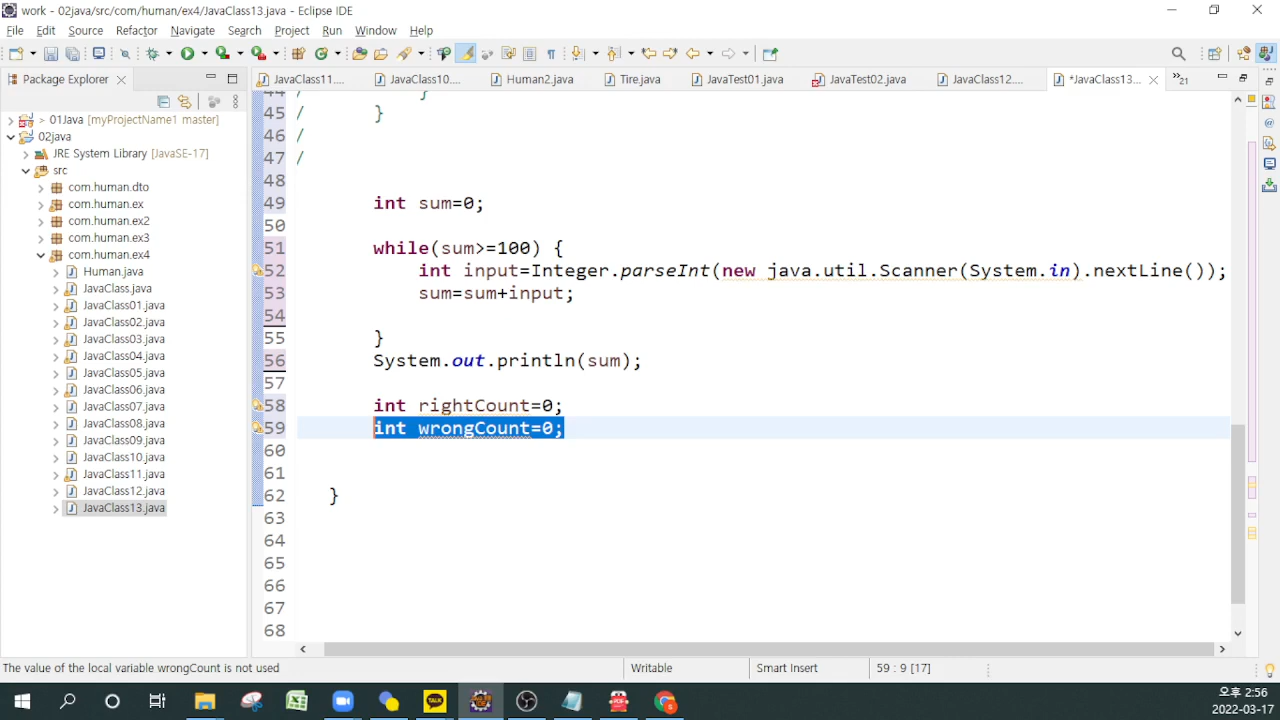 work - 02java/src/com/human/ex4/JavaClass13.java - Eclipse IDE
File Edit Source Refactor Navigate Search Project Run Window Help
Package Explorer
JavaClass11.... JavaClass10.... Human2.java Tire.java JavaTest01.java JavaTest02.java JavaClass12.... *JavaClass13... »21
> 01Java [myProjectName1 master]
02java
JRE System Library [JavaSE-17]
src
com.human.dto
com.human.ex
com.human.ex2
com.human.ex3
com.human.ex4
Human.java
JavaClass.java
JavaClass01.java
JavaClass02.java
JavaClass03.java
JavaClass04.java
JavaClass05.java
JavaClass06.java
JavaClass07.java
JavaClass08.java
JavaClass09.java
JavaClass10.java
JavaClass11.java
JavaClass12.java
JavaClass13.java
44 / }
45 / }
46 /
47 /
48
49 int sum=0;
50
51 while(sum>=100) {
52 int input=Integer.parseInt(new java.util.Scanner(System.in).nextLine());
53 sum=sum+input;
54
55 }
56 System.out.println(sum);
57
58 int rightCount=0;
59 int wrongCount=0;
60
61
62 }
63
64
65
66
67
68
The value of the local variable wrongCount is not used Writable Smart Insert 59 : 9 [17]
TALK
PDF
오후 2:56
2022-03-17